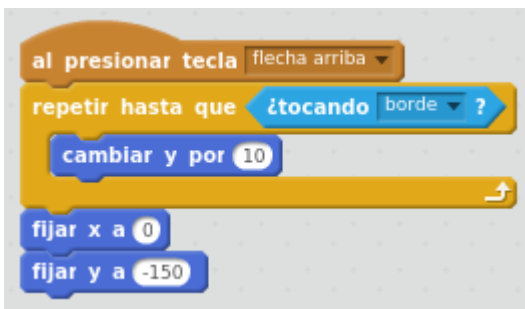 al presionar tecla flecha arriba
repetir hasta que ¿tocando borde ?
cambiar y por 10
fijar x a 0
fijar y a -150